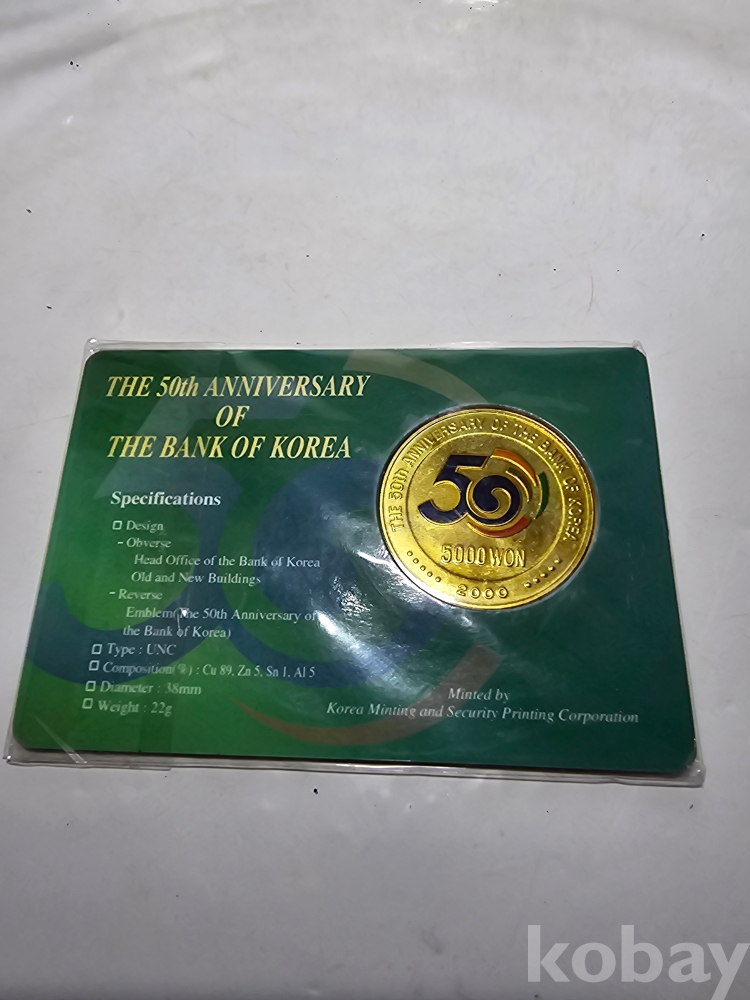 THE 50th ANNIVERSARY
OF
THE BANK OF KOREA
Specifications
□ Design
- Obverse
Head Office of the Bank of Korea
Old and New Buildings
- Reverse
Emblem(The 50th Anniversary of
the Bank of Korea)
□ Type : UNC
□ Composition(%) : Cu 89, Zn 5, Sn 1, Al 5
□ Diameter : 38mm
□ Weight : 22g
THE 50th ANNIVERSARY OF THE BANK OF KOREA
50
5000 WON
2000
Minted by
Korea Minting and Security Printing Corporation
kobay